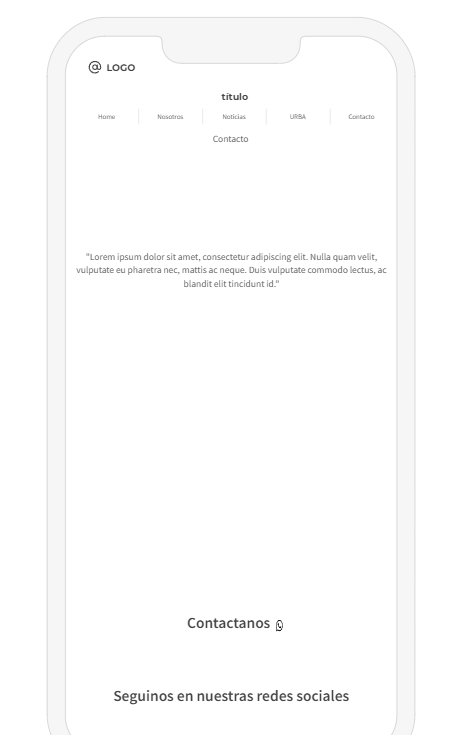 LOGO
título
Home
Nosotros
Noticias
URBA
Contacto
Contacto
"Lorem ipsum dolor sit amet, consectetur adipiscing elit. Nulla quam velit,
vulputate eu pharetra nec, mattis ac neque. Duis vulputate commodo lectus, ac
blandit elit tincidunt id."
Contactanos
Seguinos en nuestras redes sociales